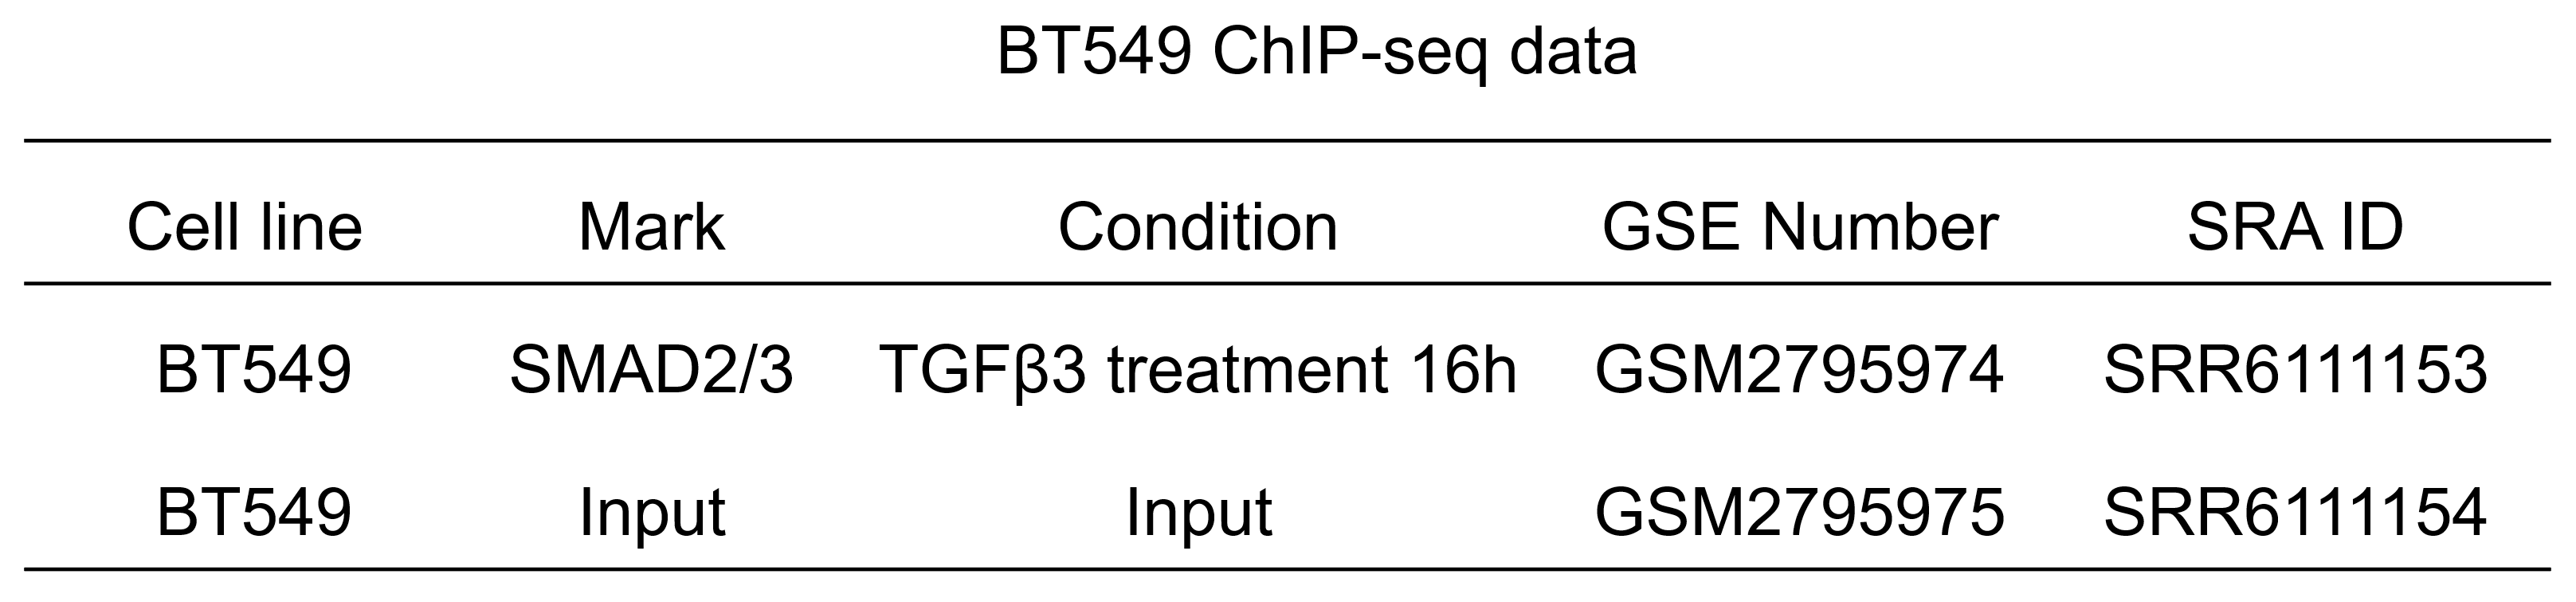 BT549 ChIP-seq data
Cell line Mark Condition GSE Number SRA ID
BT549 SMAD2/3 TGFβ3 treatment 16h GSM2795974 SRR6111153
BT549 Input Input GSM2795975 SRR6111154